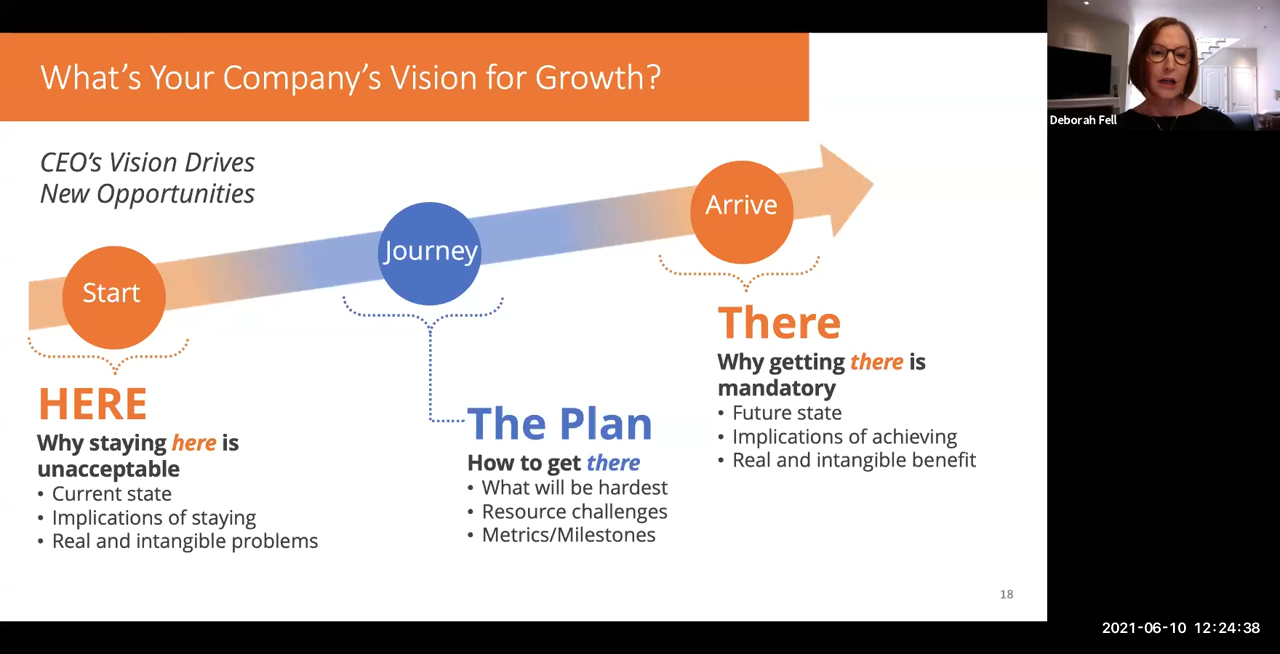 What's Your Company's Vision for Growth?
Deborah Fell
CEO's Vision Drives
New Opportunities
Start
Journey
Arrive
HERE
Why staying here is
unacceptable
• Current state
• Implications of staying
• Real and intangible problems
The Plan
How to get there
• What will be hardest
• Resource challenges
• Metrics/Milestones
There
Why getting there is
mandatory
• Future state
• Implications of achieving
• Real and intangible benefit
18
2021-06-10 12:24:38